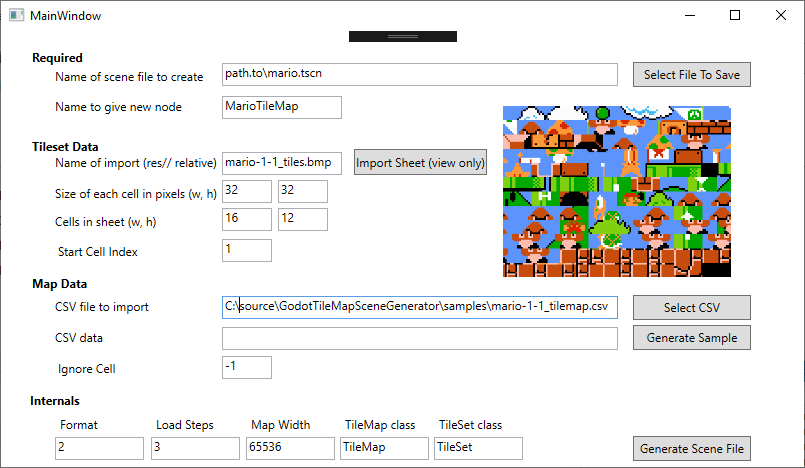 MainWindow
Required
Name of scene file to create path.to\mario.tscn Select File To Save
Name to give new node MarioTileMap
Tileset Data
Name of import (res// relative) mario-1-1_tiles.bmp Import Sheet (view only)
Size of each cell in pixels (w, h) 32 32
Cells in sheet (w, h) 16 12
Start Cell Index 1
Map Data
CSV file to import C:\source\GodotTileMapSceneGenerator\samples\mario-1-1_tilemap.csv Select CSV
CSV data Generate Sample
Ignore Cell -1
Internals
Format Load Steps Map Width TileMap class TileSet class
2 3 65536 TileMap TileSet Generate Scene File